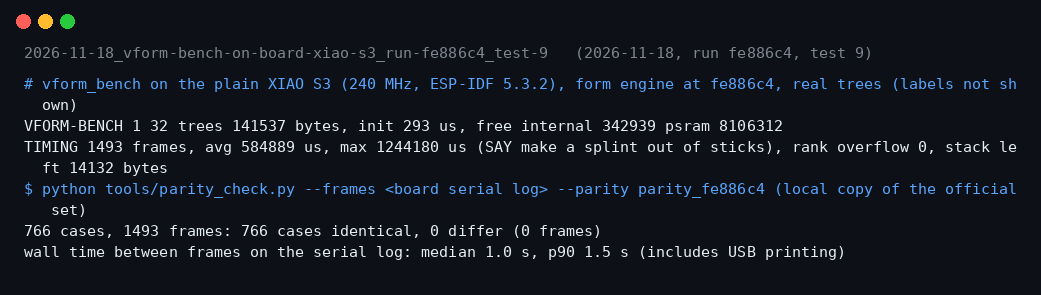 2026-11-18_vform-bench-on-board-xiao-s3_run-fe886c4_test-9   (2026-11-18, run fe886c4, test 9)
# vform_bench on the plain XIAO S3 (240 MHz, ESP-IDF 5.3.2), form engine at fe886c4, real trees (labels not sh
  own)
VFORM-BENCH 1 32 trees 141537 bytes, init 293 us, free internal 342939 psram 8106312
TIMING 1493 frames, avg 584889 us, max 1244180 us (SAY make a splint out of sticks), rank overflow 0, stack le
  ft 14132 bytes
$ python tools/parity_check.py --frames <board serial log> --parity parity_fe886c4 (local copy of the official
   set)
766 cases, 1493 frames: 766 cases identical, 0 differ (0 frames)
wall time between frames on the serial log: median 1.0 s, p90 1.5 s (includes USB printing)